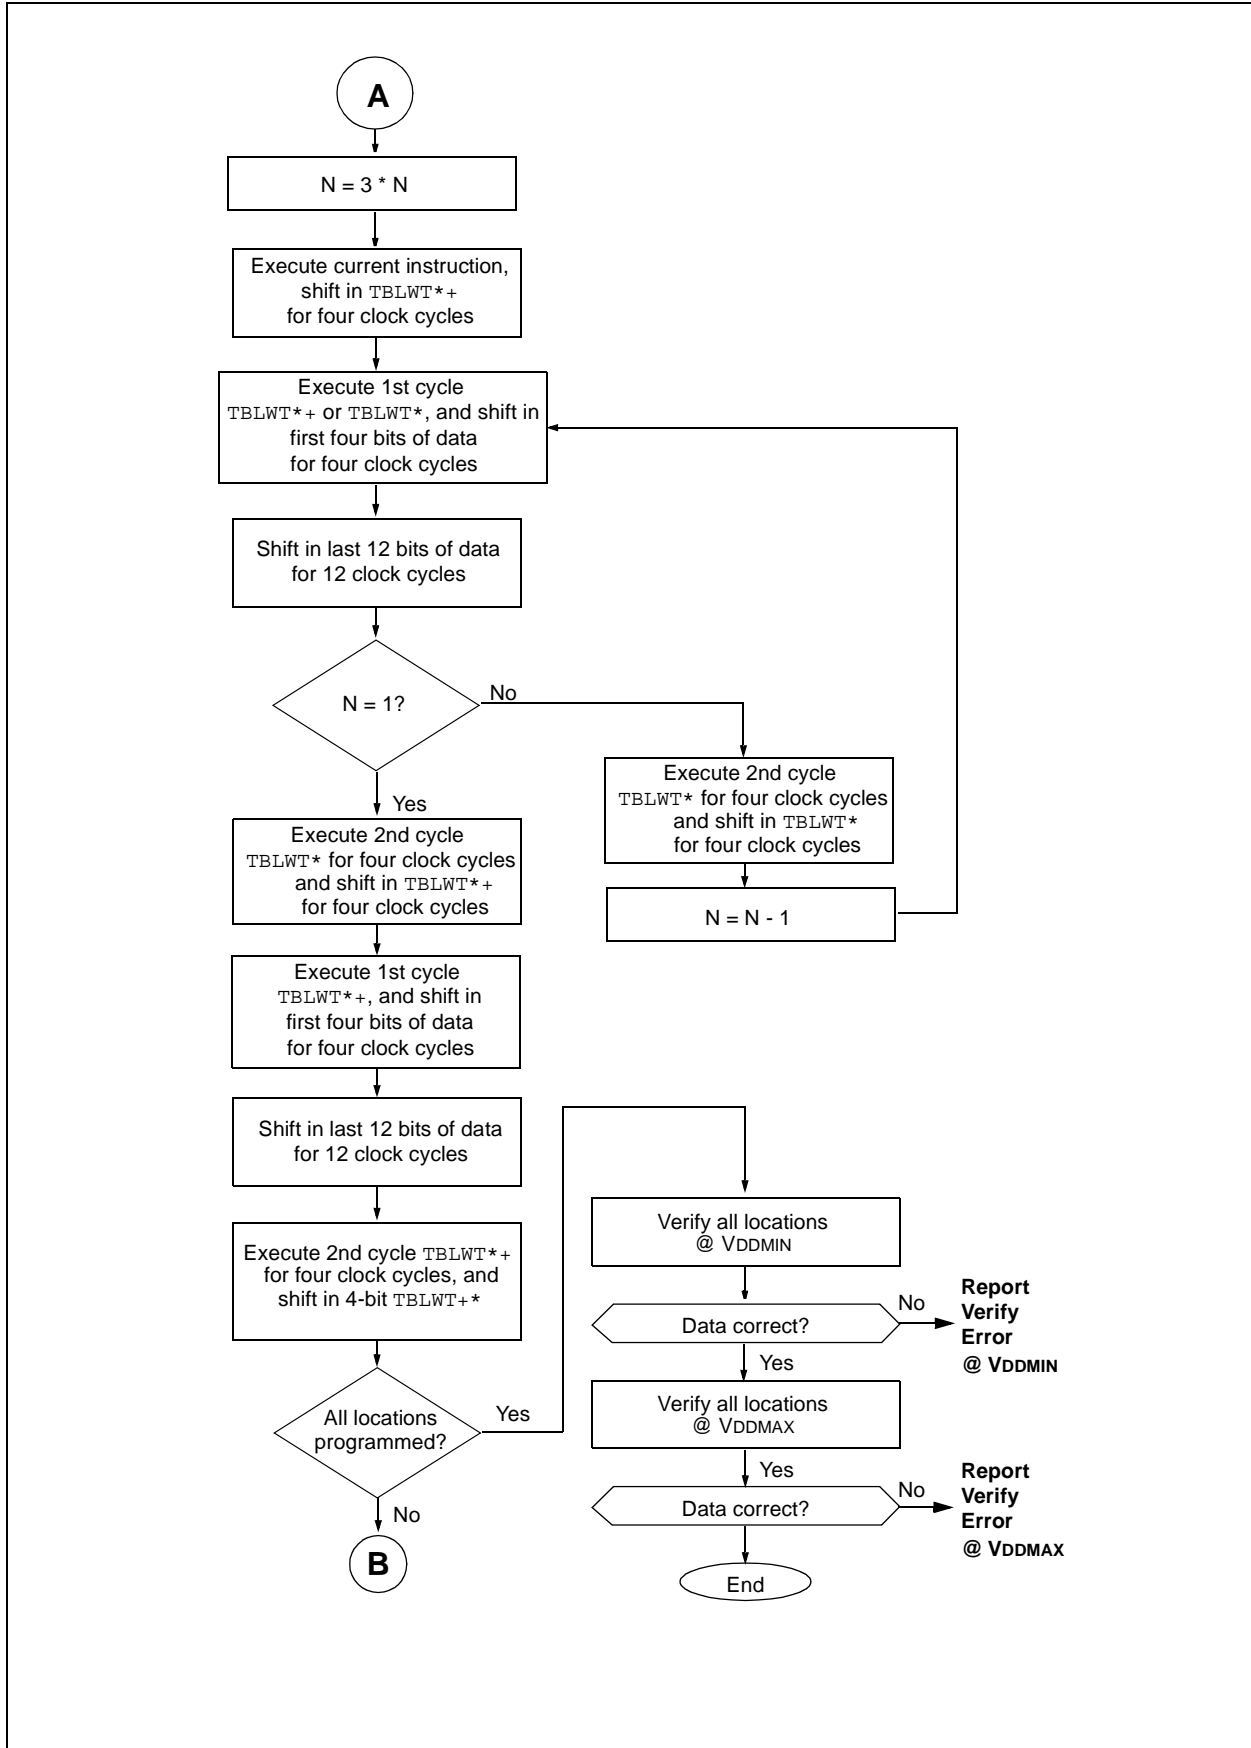 A
N = 3 * N
Execute current instruction,
shift in TBLWT*+
for four clock cycles
Execute 1st cycle
TBLWT*+ or TBLWT*, and shift in
first four bits of data
for four clock cycles
Shift in last 12 bits of data
for 12 clock cycles
N = 1?
No
Yes
Execute 2nd cycle
TBLWT* for four clock cycles
and shift in TBLWT*
for four clock cycles
N = N - 1
Execute 2nd cycle
TBLWT* for four clock cycles
and shift in TBLWT*+
for four clock cycles
Execute 1st cycle
TBLWT*+, and shift in
first four bits of data
for four clock cycles
Shift in last 12 bits of data
for 12 clock cycles
Execute 2nd cycle TBLWT*+
for four clock cycles, and
shift in 4-bit TBLWT+*
All locations
programmed?
Yes
No
B
Verify all locations
@ VDDMIN
Data correct?
No
Report
Verify
Error
@ VDDMIN
Yes
Verify all locations
@ VDDMAX
Yes
Data correct?
No
Report
Verify
Error
@ VDDMAX
End